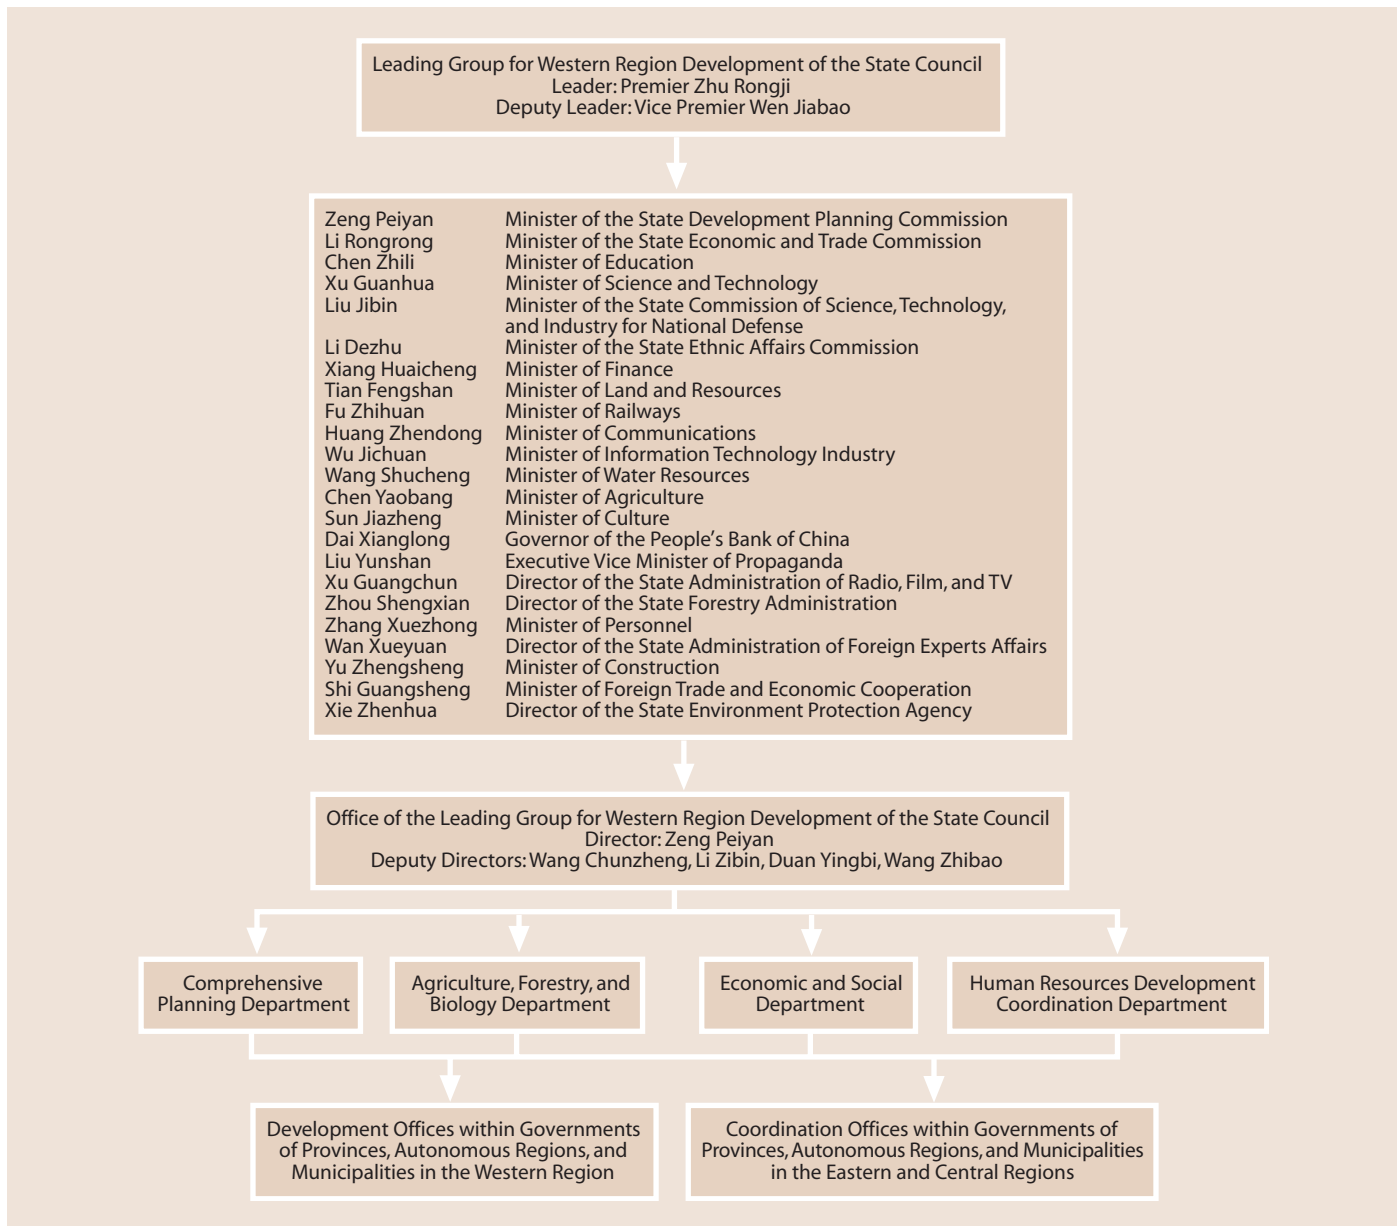 Leading Group for Western Region Development of the State Council
Leader: Premier Zhu Rongji
Deputy Leader: Vice Premier Wen Jiabao
Zeng Peiyan Minister of the State Development Planning Commission
Li Rongrong Minister of the State Economic and Trade Commission
Chen Zhili Minister of Education
Xu Guanhua Minister of Science and Technology
Liu Jibin Minister of the State Commission of Science, Technology,
and Industry for National Defense
Li Dezhu Minister of the State Ethnic Affairs Commission
Xiang Huaicheng Minister of Finance
Tian Fengshan Minister of Land and Resources
Fu Zhihuan Minister of Railways
Huang Zhendong Minister of Communications
Wu Jichuan Minister of Information Technology Industry
Wang Shucheng Minister of Water Resources
Chen Yaobang Minister of Agriculture
Sun Jiazheng Minister of Culture
Dai Xianglong Governor of the People's Bank of China
Liu Yunshan Executive Vice Minister of Propaganda
Xu Guangchun Director of the State Administration of Radio, Film, and TV
Zhou Shengxian Director of the State Forestry Administration
Zhang Xuezhong Minister of Personnel
Wan Xueyuan Director of the State Administration of Foreign Experts Affairs
Yu Zhengsheng Minister of Construction
Shi Guangsheng Minister of Foreign Trade and Economic Cooperation
Xie Zhenhua Director of the State Environment Protection Agency
Office of the Leading Group for Western Region Development of the State Council
Director: Zeng Peiyan
Deputy Directors: Wang Chunzheng, Li Zibin, Duan Yingbi, Wang Zhibao
Comprehensive
Planning Department
Agriculture, Forestry, and
Biology Department
Economic and Social
Department
Human Resources Development
Coordination Department
Development Offices within Governments
of Provinces, Autonomous Regions, and
Municipalities in the Western Region
Coordination Offices within Governments of
Provinces, Autonomous Regions, and Municipalities
in the Eastern and Central Regions